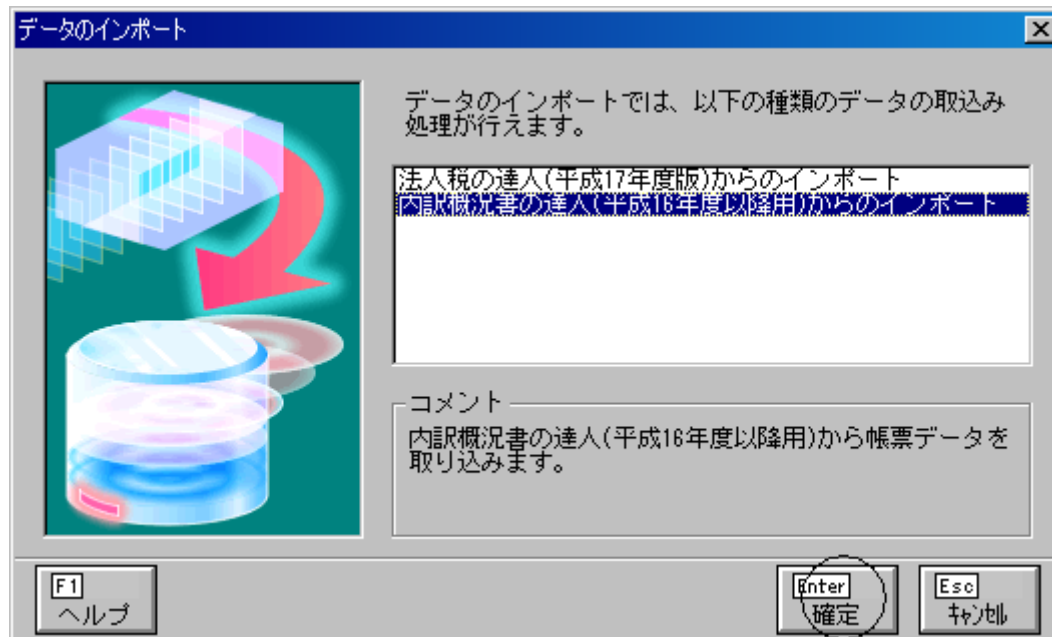 データのインポート
データのインポートでは、以下の種類のデータの取込み
処理が行えます。
法人税の達人(平成17年度版)からのインポート
内訳概況書の達人(平成16年度以降用)からのインポート
コメント
内訳概況書の達人(平成16年度以降用)から帳票データを
取り込みます。
F1
ヘルプ
Enter
確定
Esc
ｷｬﾝｾﾙ